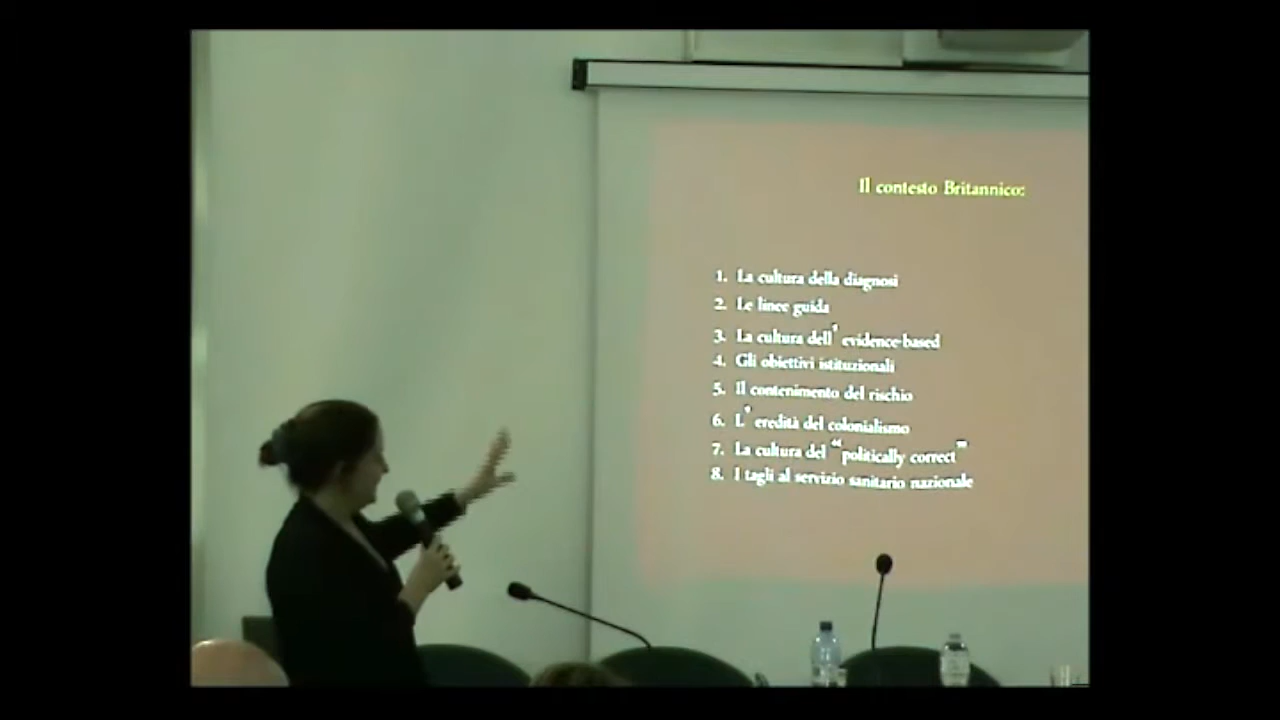 Il contesto Britannico:
1. La cultura della diagnosi
2. Le linee guida
3. La cultura dell' evidence-based
4. Gli obiettivi istituzionali
5. Il contenimento del rischio
6. L' eredità del colonialismo
7. La cultura del "politically correct"
8. I tagli al servizio sanitario nazionale